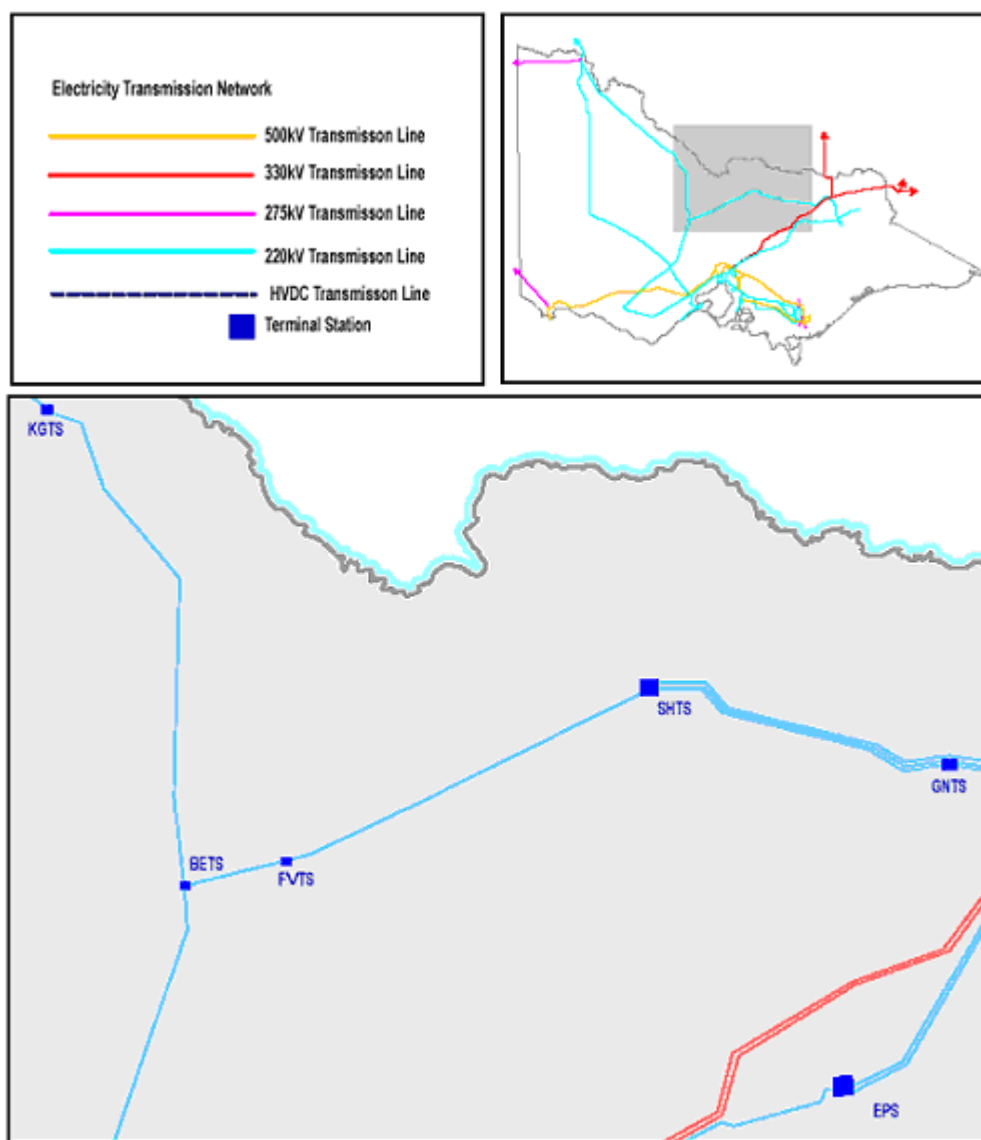 Electricity Transmission Network
500kV Transmisson Line
330kV Transmisson Line
275kV Transmisson Line
220kV Transmisson Line
HVDC Transmisson Line
Terminal Station
KGTS
SHTS
GNTS
BETS
FVTS
EPS